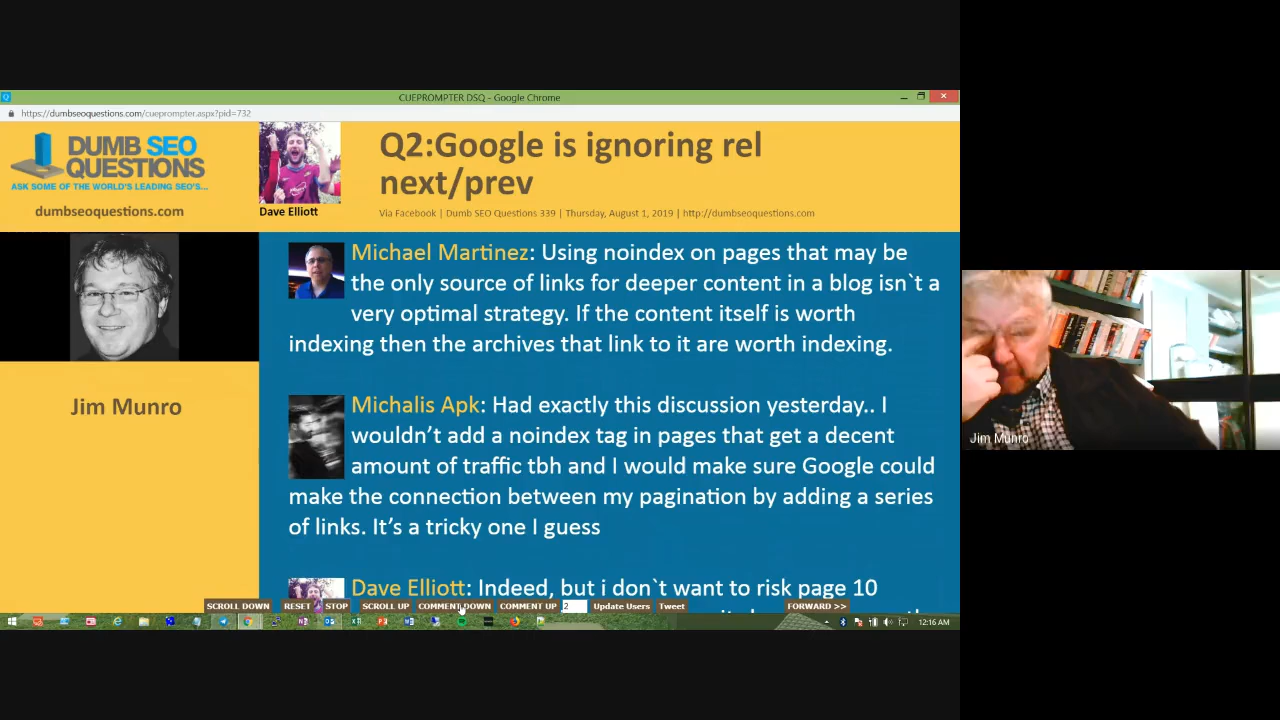 CUEPROMPTER DSQ - Google Chrome
https://dumbseoquestions.com/cueprompter.aspx?pid=732
DUMB SEO
QUESTIONS
ASK SOME OF THE WORLD'S LEADING SEO'S...
dumbseoquestions.com
Dave Elliott
Q2:Google is ignoring rel
next/prev
Via Facebook | Dumb SEO Questions 339 | Thursday, August 1, 2019 | http://dumbseoquestions.com
Jim Munro
Michael Martinez: Using noindex on pages that may be
the only source of links for deeper content in a blog isn`t a
very optimal strategy. If the content itself is worth
indexing then the archives that link to it are worth indexing.
Michalis Apk: Had exactly this discussion yesterday.. I
wouldn’t add a noindex tag in pages that get a decent
amount of traffic tbh and I would make sure Google could
make the connection between my pagination by adding a series
of links. It’s a tricky one I guess
Dave Elliott: Indeed, but i don`t want to risk page 10
SCROLL DOWN RESET STOP SCROLL UP COMMENT DOWN COMMENT UP 2 Update Users Tweet FORWARD >>
12:16 AM
Jim Munro